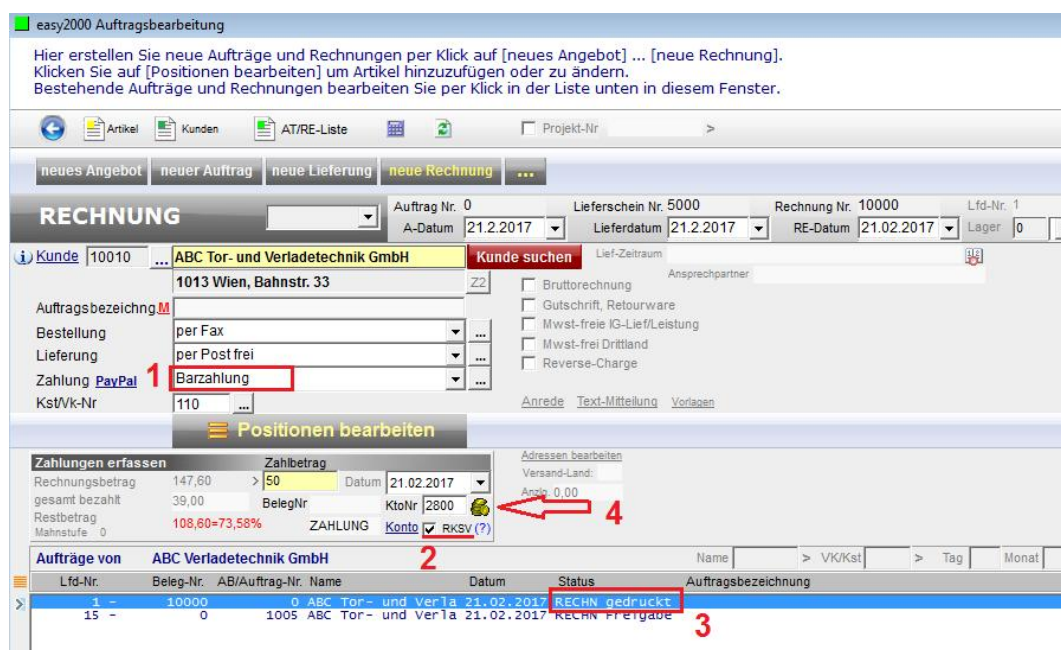 easy2000 Auftragsbearbeitung
Hier erstellen Sie neue Aufträge und Rechnungen per Klick auf [neues Angebot] ... [neue Rechnung].
Klicken Sie auf [Positionen bearbeiten] um Artikel hinzuzufügen oder zu ändern.
Bestehende Aufträge und Rechnungen bearbeiten Sie per Klick in der Liste unten in diesem Fenster.
Artikel Kunden AT/RE-Liste Projekt-Nr >
neues Angebot neuer Auftrag neue Lieferung neue Rechnung ...
RECHNUNG Auftrag Nr. 0 Lieferschein Nr. 5000 Rechnung Nr. 10000 Lfd-Nr. 1
A-Datum 21.2.2017 Lieferdatum 21.2.2017 RE-Datum 21.02.2017 Lager 0
Kunde 10010 ... ABC Tor- und Verladetechnik GmbH Kunde suchen Lief-Zeitraum
1013 Wien, Bahnstr. 33 Z2 Ansprechpartner
Bruttorechnung
Auftragsbezeichng. M Gutschrift, Retourware
Bestellung per Fax ... Mwst-freie IG-Lief/Leistung
Lieferung per Post frei ... Mwst-frei Drittland
Zahlung PayPal 1 Barzahlung ... Reverse-Charge
Kst/Vk-Nr 110 ... Anrede Text-Mitteilung Vorlagen
Positionen bearbeiten
Zahlungen erfassen Zahlbetrag Adressen bearbeiten
Rechnungsbetrag 147,60 > 50 Datum 21.02.2017 Versand-Land:
gesamt bezahlt 39,00 BelegNr KtoNr 2800 Anzlg. 0,00 4
Restbetrag 108,60=73,58% ZAHLUNG Konto RKSV (?)
Mahnstufe 0
2
Aufträge von ABC Verladetechnik GmbH Name > VK/Kst > Tag Monat
Lfd-Nr. Beleg-Nr. AB/Auftrag-Nr. Name Datum Status Auftragsbezeichnung
1 - 10000 0 ABC Tor- und Verla 21.02.2017 RECHN gedruckt
15 - 0 1005 ABC Tor- und Verla 21.02.2017 RECHN Freigabe
3